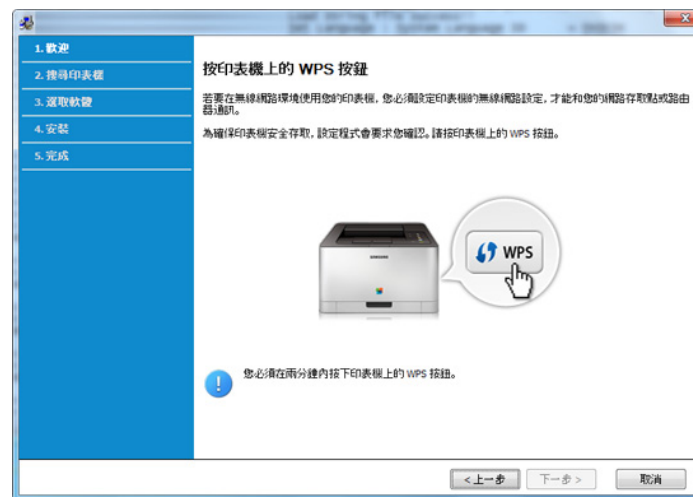 1. 歡迎
2. 搜尋印表機
3. 選取軟體
4. 安裝
5. 完成
按印表機上的 WPS 按鈕
若要在無線網路環境使用您的印表機，您必須設定印表機的無線網路設定，才能和您的網路存取點或路由
器通訊。
為確保印表機安全存取，設定程式會要求您確認。請按印表機上的 WPS 按鈕。
SAMSUNG
WPS
您必須在兩分鐘內按下印表機上的 WPS 按鈕。
<上一步
下一步 >
取消